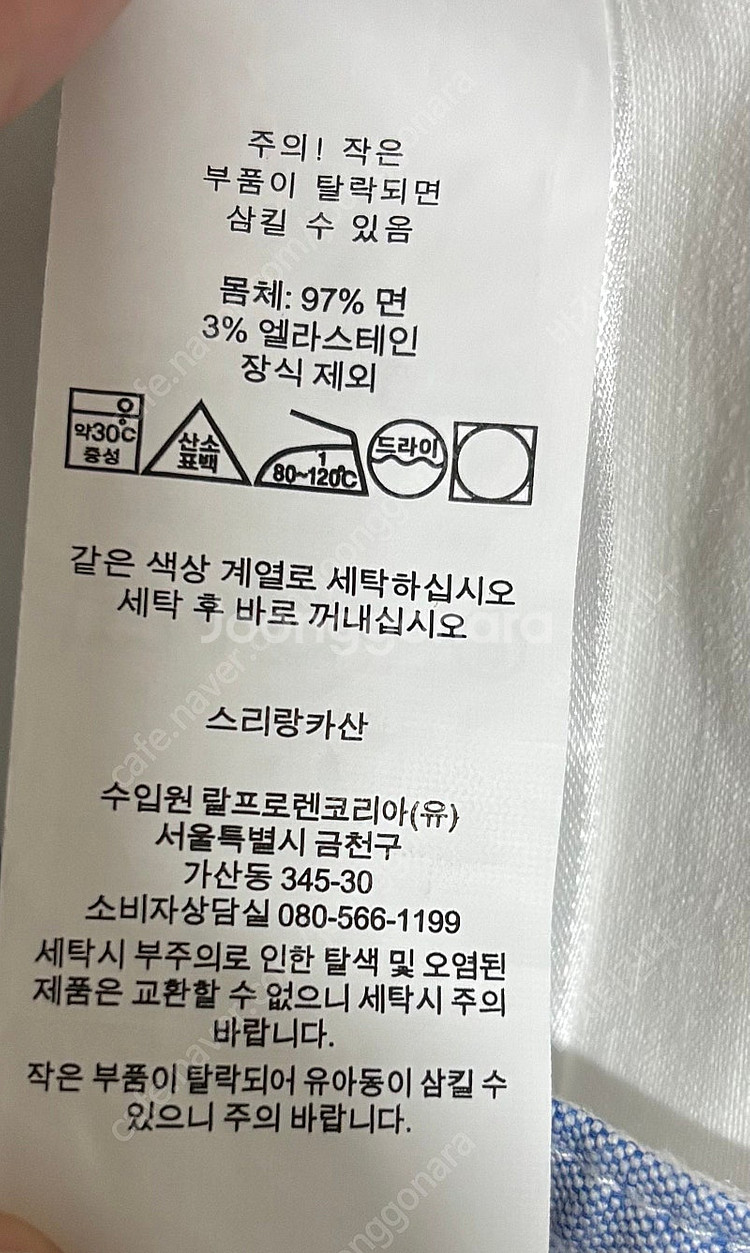 주의! 작은
부품이 탈락되면
삼킬 수 있음
몸체: 97% 면
3% 엘라스테인
장식 제외
약30℃
중성
산소
표백
1
80~120℃
드라이
같은 색상 계열로 세탁하십시오
세탁 후 바로 꺼내십시오
joonggonara
스리랑카산
수입원 랄프로렌코리아(유)
서울특별시 금천구
가산동 345-30
소비자상담실 080-566-1199
세탁시 부주의로 인한 탈색 및 오염된
제품은 교환할 수 없으니 세탁시 주의
바랍니다.
작은 부품이 탈락되어 유아동이 삼킬 수
있으니 주의 바랍니다.